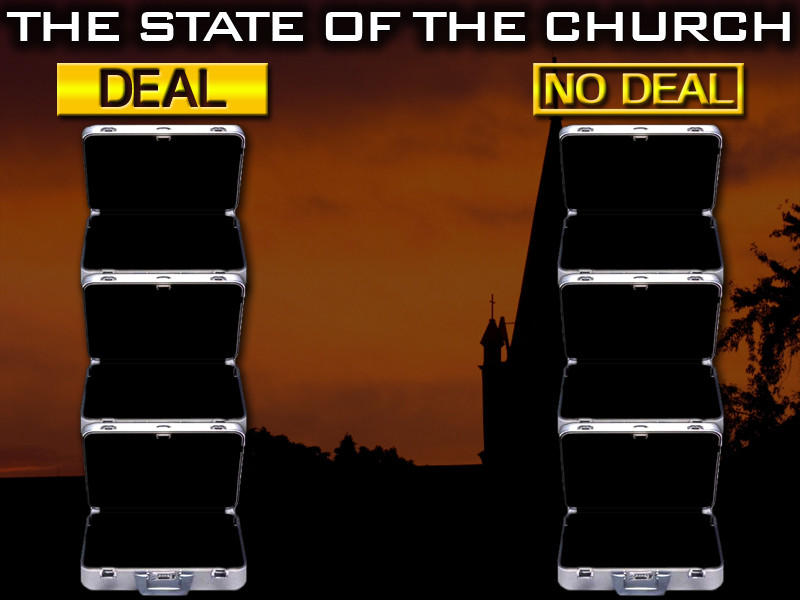 THE STATE OF THE CHURCH
DEAL
NO DEAL